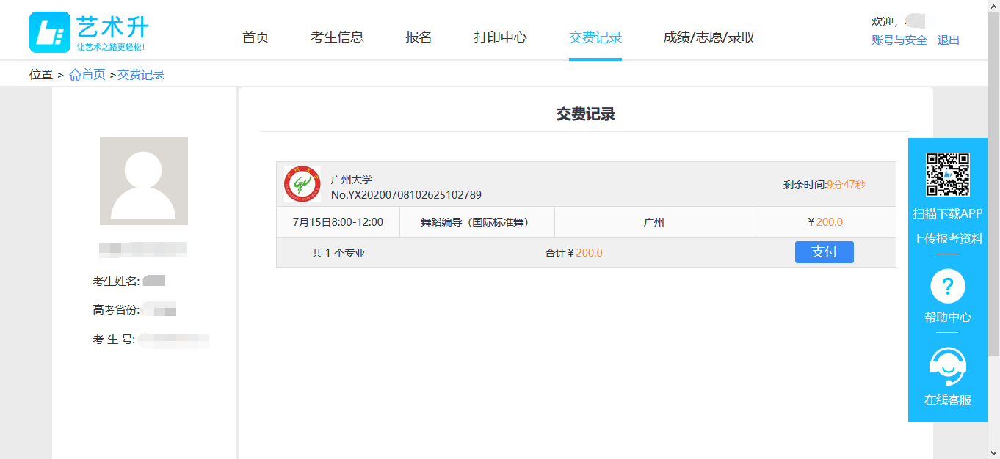 艺术升
让艺术之路更轻松!
首页
考生信息
报名
打印中心
交费记录
成绩/志愿/录取
欢迎,
账号与安全 退出
位置 > 首页 >交费记录
交费记录
广州大学
No.YX20200708102625102789
剩余时间:9分47秒
7月15日8:00-12:00
舞蹈编导（国际标准舞）
广州
￥200.0
共 1 个专业
合计￥200.0
支付
考生姓名:
高考省份:
考 生 号:
扫描下载APP
上传报考资料
?
帮助中心
在线客服